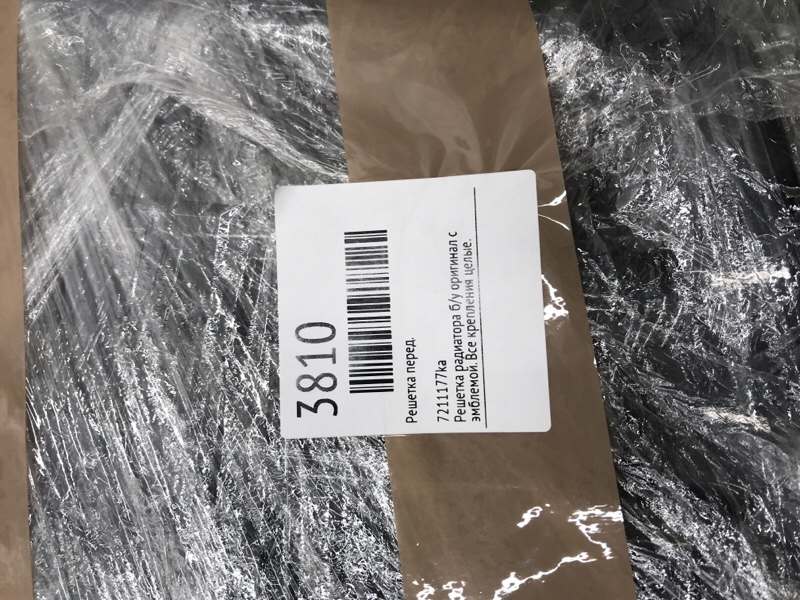 3810
Решетка перед.
7211177ka
Решетка радиатора б/у оригинал с
эмблемой. Все крепления целые.